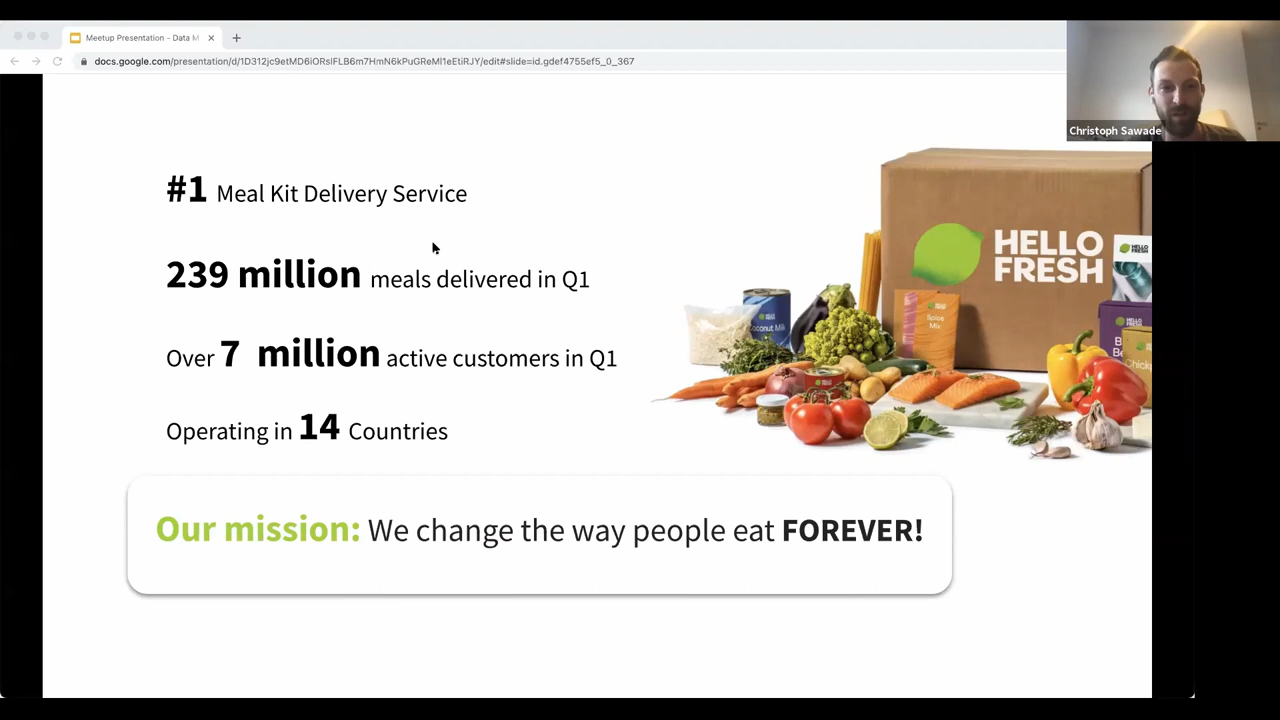 Meetup Presentation - Data M
docs.google.com/presentation/d/1D312jc9etMD6iORsIFLB6m7HmN6kPuGReMl1eEtiRJY/edit#slide=id.gdef4755ef5_0_367
Christoph Sawade
#1 Meal Kit Delivery Service
239 million meals delivered in Q1
Over 7 million active customers in Q1
Operating in 14 Countries
HELLO
FRESH
Spice
Mix
Our mission: We change the way people eat FOREVER!